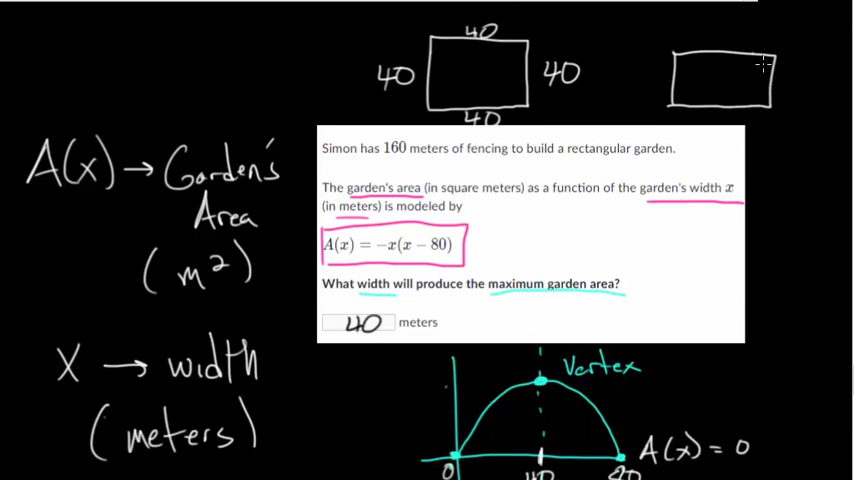 40
40
40
40
A(x) → Garden's
Area
(m²)
x → width
(meters)
Simon has 160 meters of fencing to build a rectangular garden.
The garden's area (in square meters) as a function of the garden's width x
(in meters) is modeled by
A(x) = −x(x − 80)
What width will produce the maximum garden area?
40 meters
Vertex
A(x) = 0
0
40
80